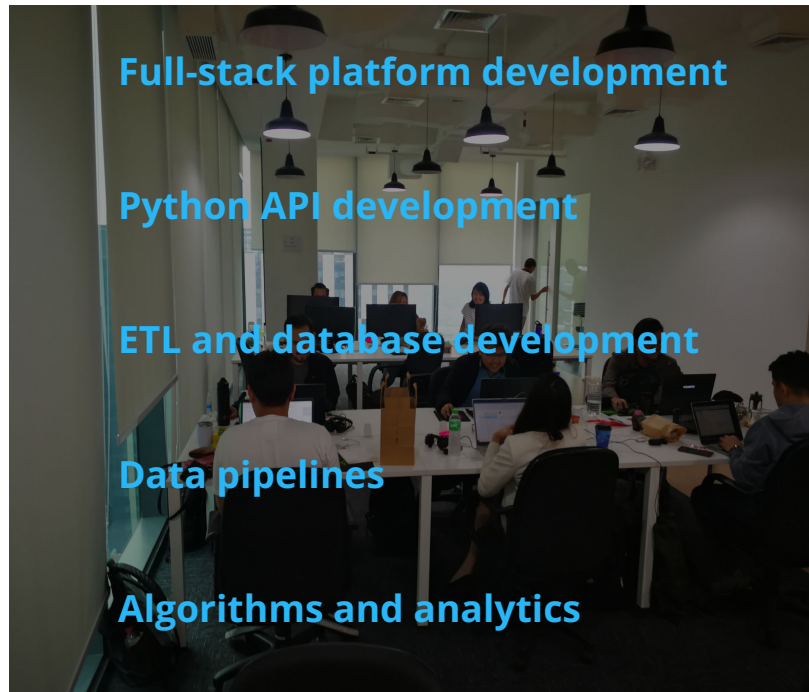 Full-stack platform development
Python API development
ETL and database development
Data pipelines
Algorithms and analytics